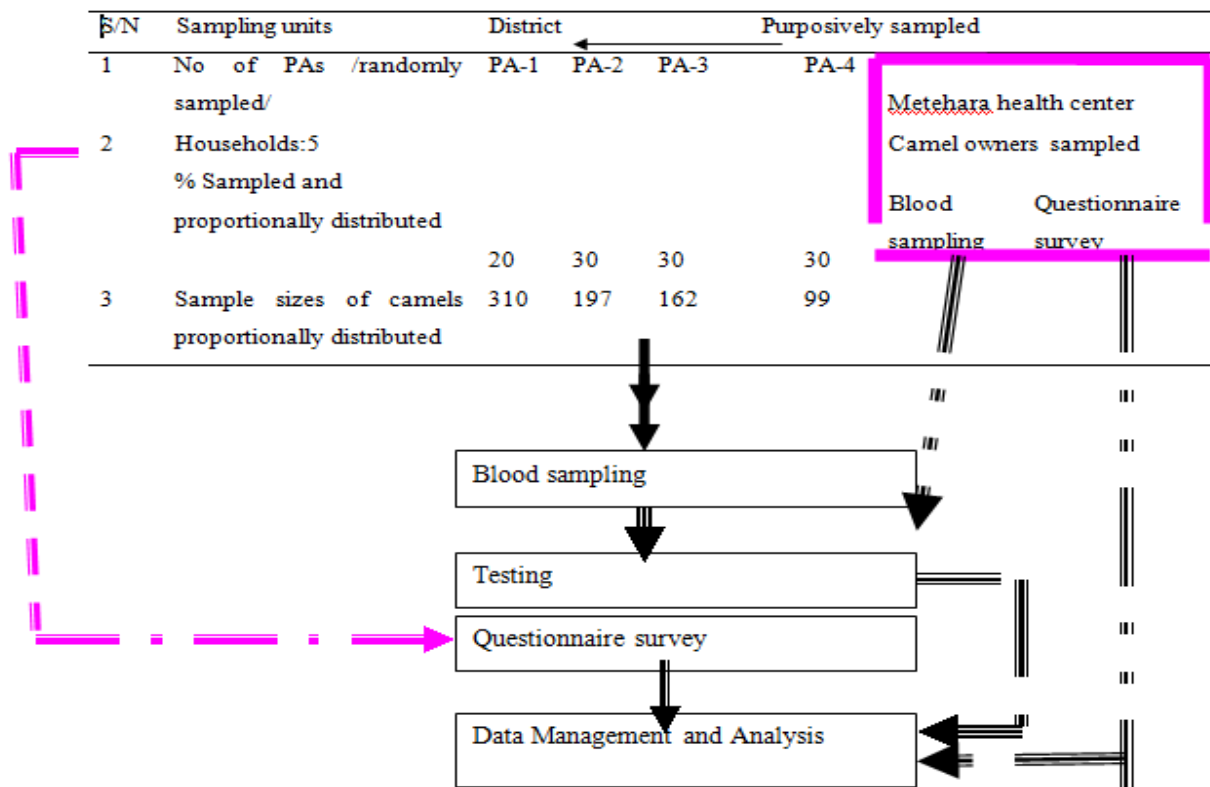 S/N Sampling units District Purposively sampled
1 No of PAs /randomly PA-1 PA-2 PA-3 PA-4
sampled/
Metehara health center
2 Households:5 Camel owners sampled
% Sampled and
proportionally distributed
Blood Questionnaire
sampling survey
20 30 30 30
3 Sample sizes of camels 310 197 162 99
proportionally distributed
Blood sampling
Testing
Questionnaire survey
Data Management and Analysis